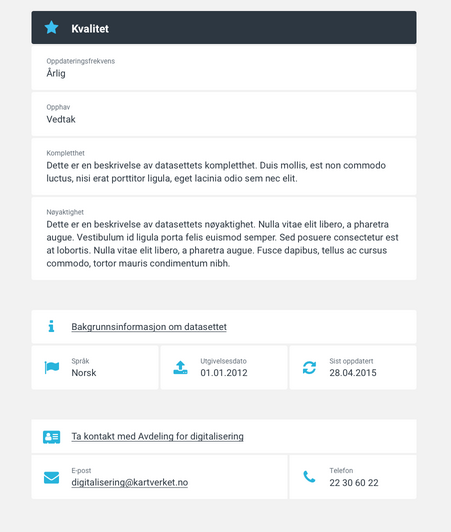 Kvalitet
Oppdateringsfrekvens
Årlig
Opphav
Vedtak
Kompletthet
Dette er en beskrivelse av datasettets kompletthet. Duis mollis, est non commodo
luctus, nisi erat porttitor ligula, eget lacinia odio sem nec elit.
Nøyaktighet
Dette er en beskrivelse av datasettets nøyaktighet. Nulla vitae elit libero, a pharetra
augue. Vestibulum id ligula porta felis euismod semper. Sed posuere consectetur est
at lobortis. Nulla vitae elit libero, a pharetra augue. Fusce dapibus, tellus ac cursus
commodo, tortor mauris condimentum nibh.
Bakgrunnsinformasjon om datasettet
Språk
Norsk
Utgivelsesdato
01.01.2012
Sist oppdatert
28.04.2015
Ta kontakt med Avdeling for digitalisering
E-post
digitalisering@kartverket.no
Telefon
22 30 60 22